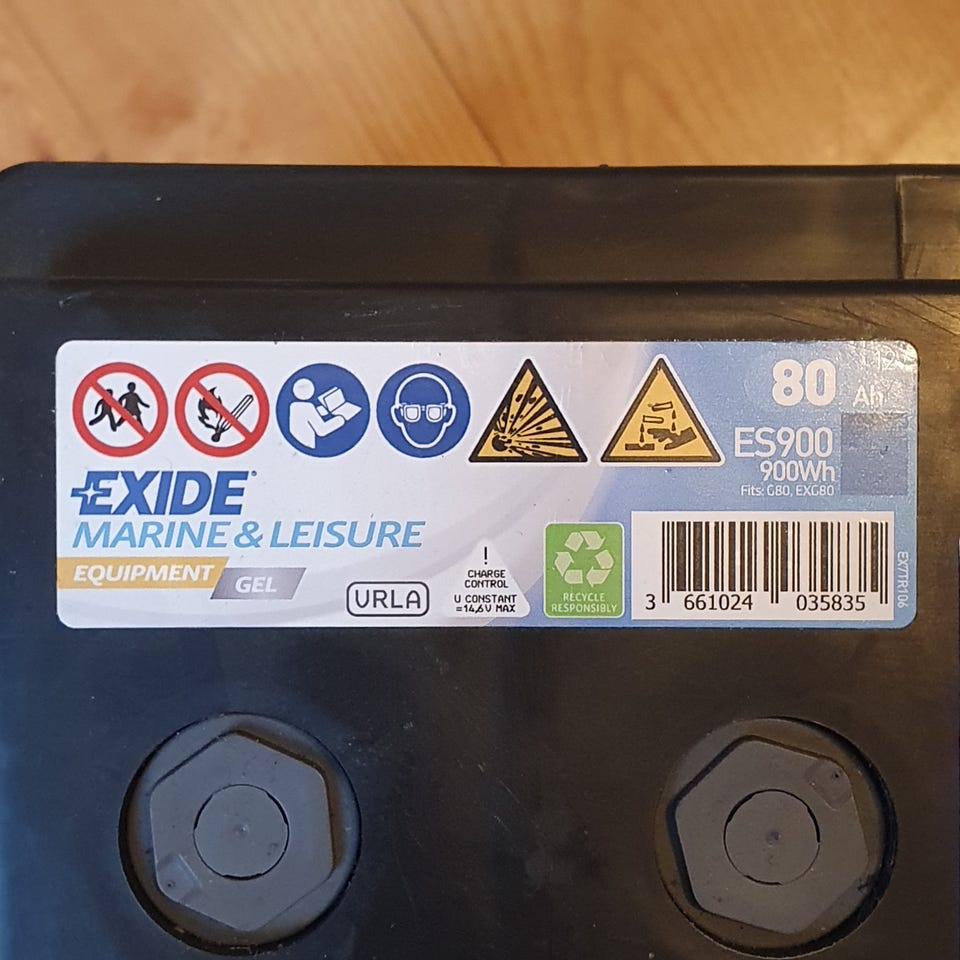 80 Ah
ES900
900Wh
Fits: G80, EXG80
EXIDE
MARINE & LEISURE
EQUIPMENT GEL
VRLA
!
CHARGE
CONTROL
U CONSTANT
=14,6V MAX
RECYCLE
RESPONSIBLY
3 661024 035835
EX7TR106